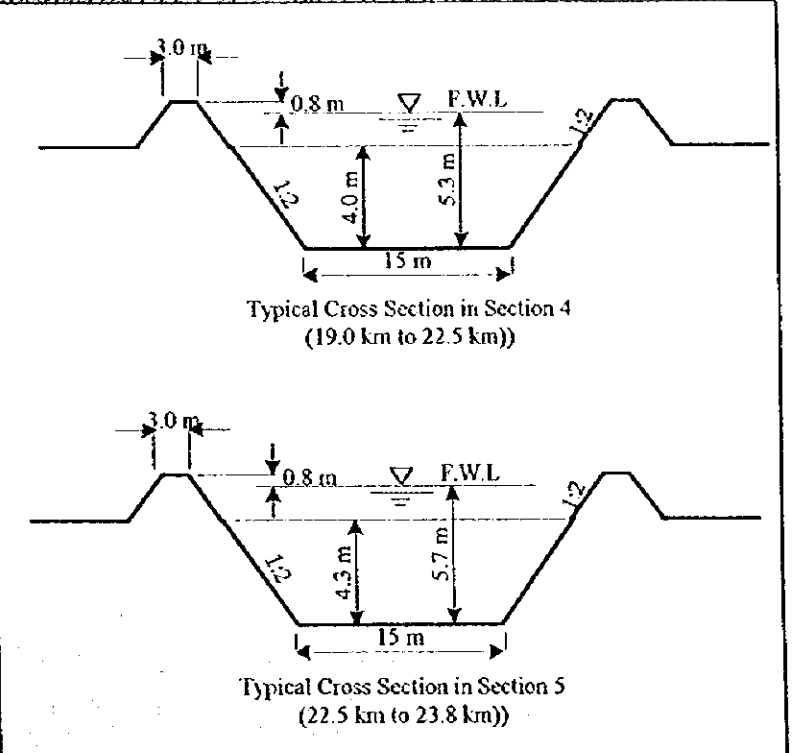 3.0 m
0.8 m
F.W.L
1:2
1:2
4.0 m
5.3 m
15 m
Typical Cross Section in Section 4
(19.0 km to 22.5 km))
3.0 m
0.8 m
F.W.L
1:2
1:2
4.3 m
5.7 m
15 m
Typical Cross Section in Section 5
(22.5 km to 23.8 km))